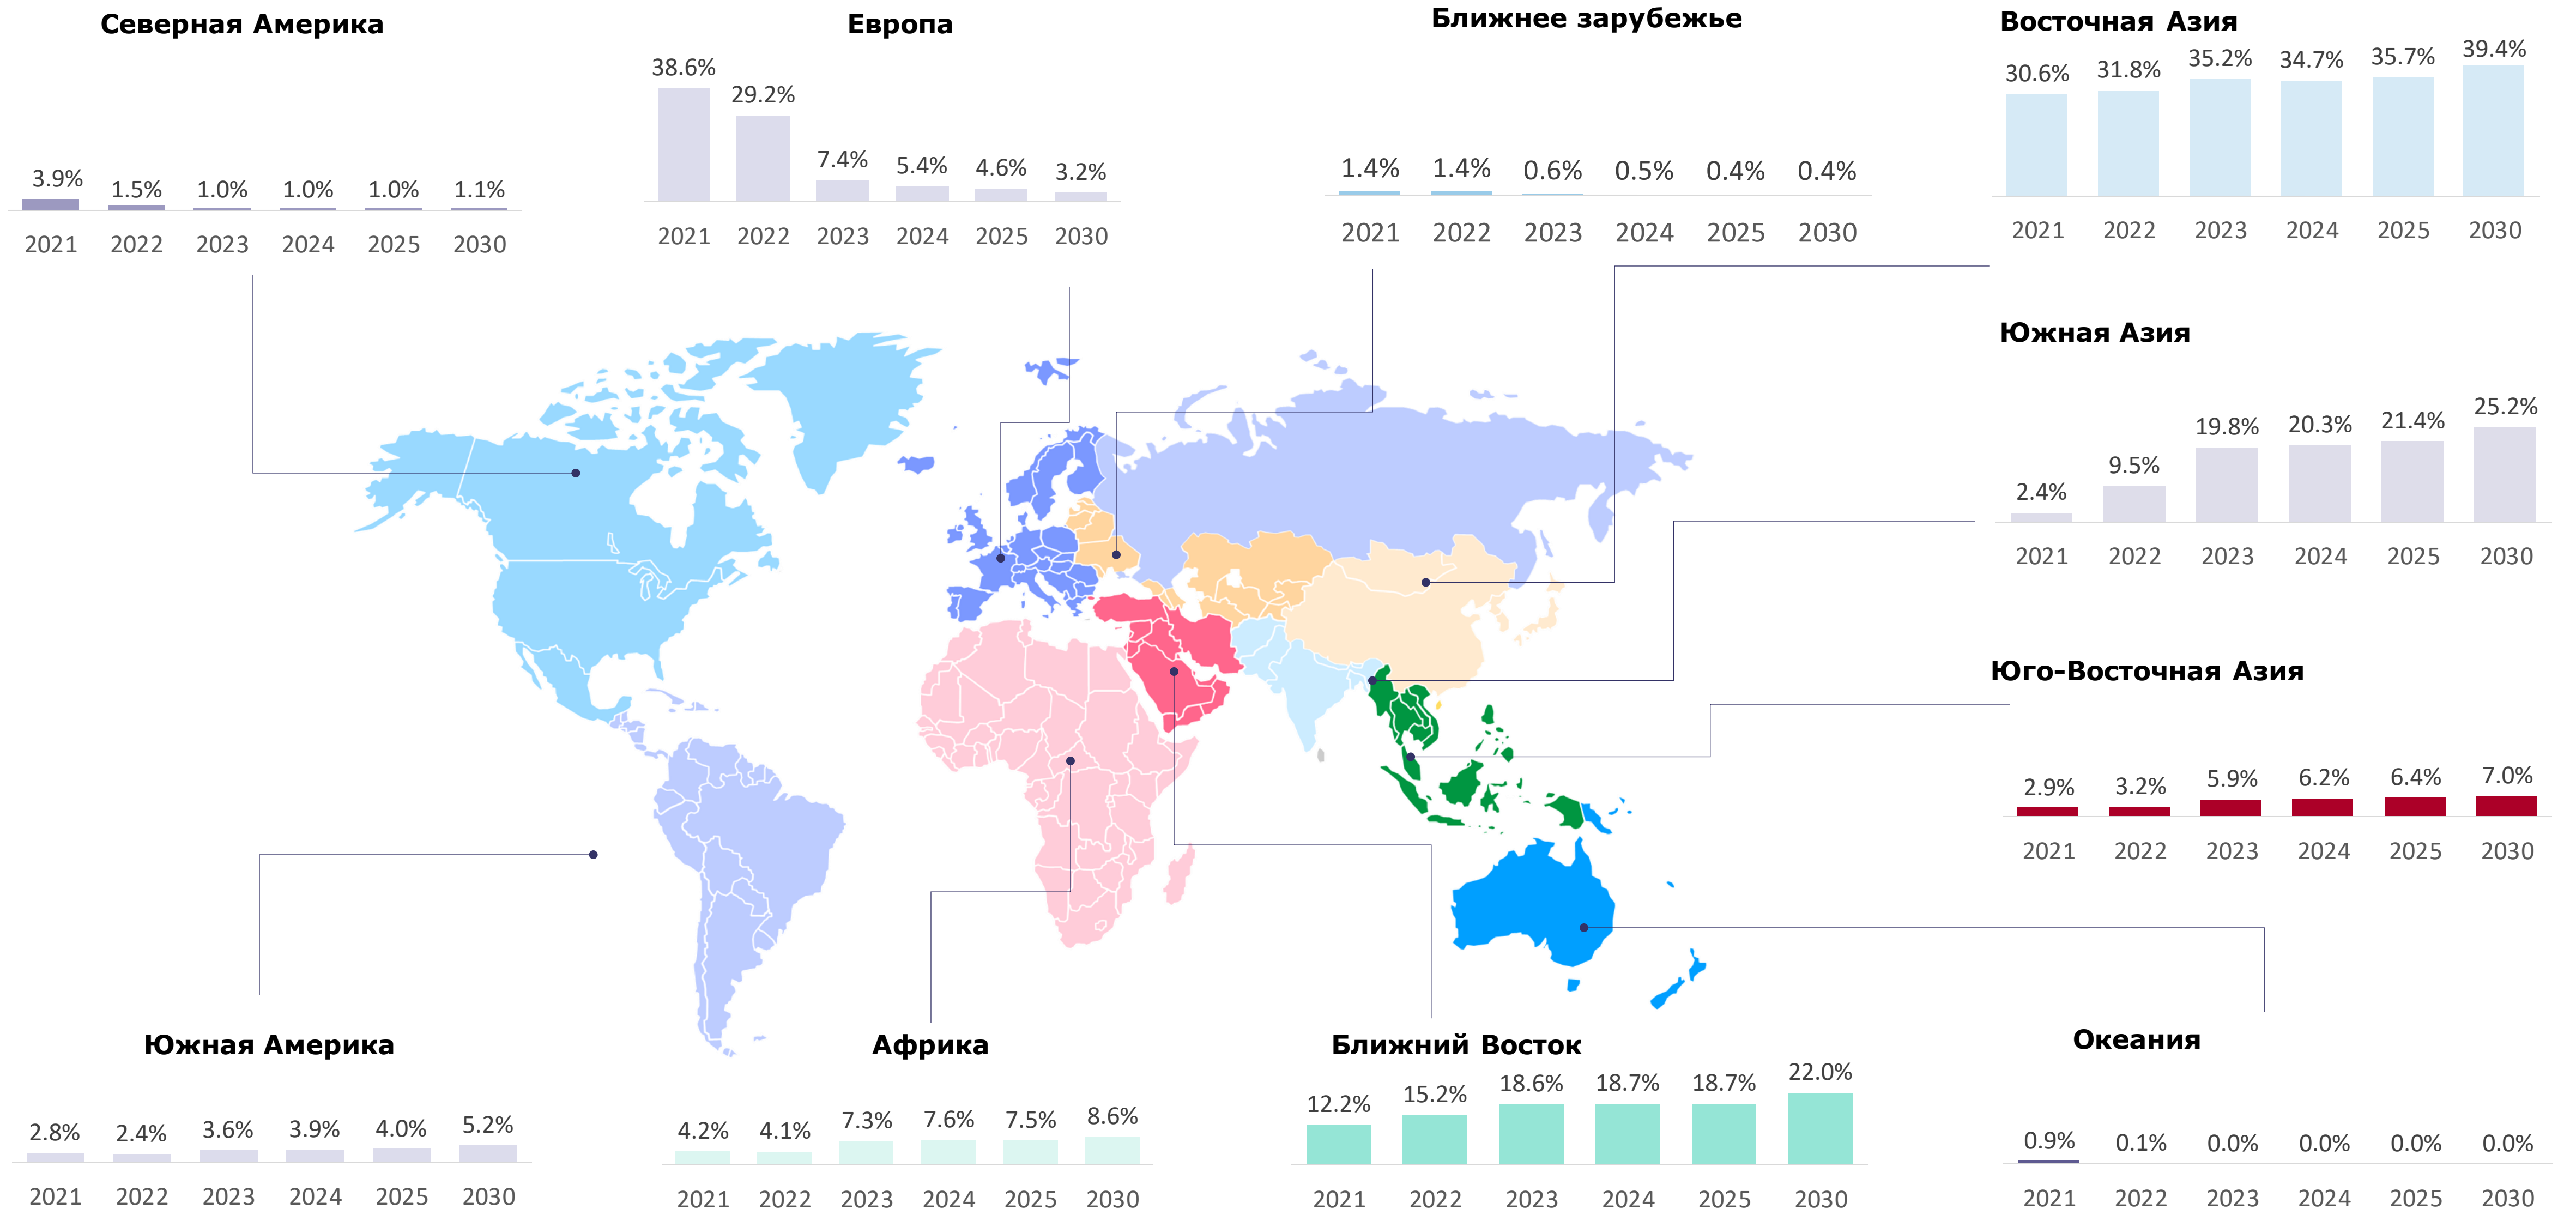 Северная Америка
3.9% 1.5% 1.0% 1.0% 1.0% 1.1%
2021 2022 2023 2024 2025 2030
Европа
38.6% 29.2% 7.4% 5.4% 4.6% 3.2%
2021 2022 2023 2024 2025 2030
Ближнее зарубежье
1.4% 1.4% 0.6% 0.5% 0.4% 0.4%
2021 2022 2023 2024 2025 2030
Восточная Азия
30.6% 31.8% 35.2% 34.7% 35.7% 39.4%
2021 2022 2023 2024 2025 2030
Южная Азия
2.4% 9.5% 19.8% 20.3% 21.4% 25.2%
2021 2022 2023 2024 2025 2030
Юго-Восточная Азия
2.9% 3.2% 5.9% 6.2% 6.4% 7.0%
2021 2022 2023 2024 2025 2030
Южная Америка
2.8% 2.4% 3.6% 3.9% 4.0% 5.2%
2021 2022 2023 2024 2025 2030
Африка
4.2% 4.1% 7.3% 7.6% 7.5% 8.6%
2021 2022 2023 2024 2025 2030
Ближний Восток
12.2% 15.2% 18.6% 18.7% 18.7% 22.0%
2021 2022 2023 2024 2025 2030
Океания
0.9% 0.1% 0.0% 0.0% 0.0% 0.0%
2021 2022 2023 2024 2025 2030